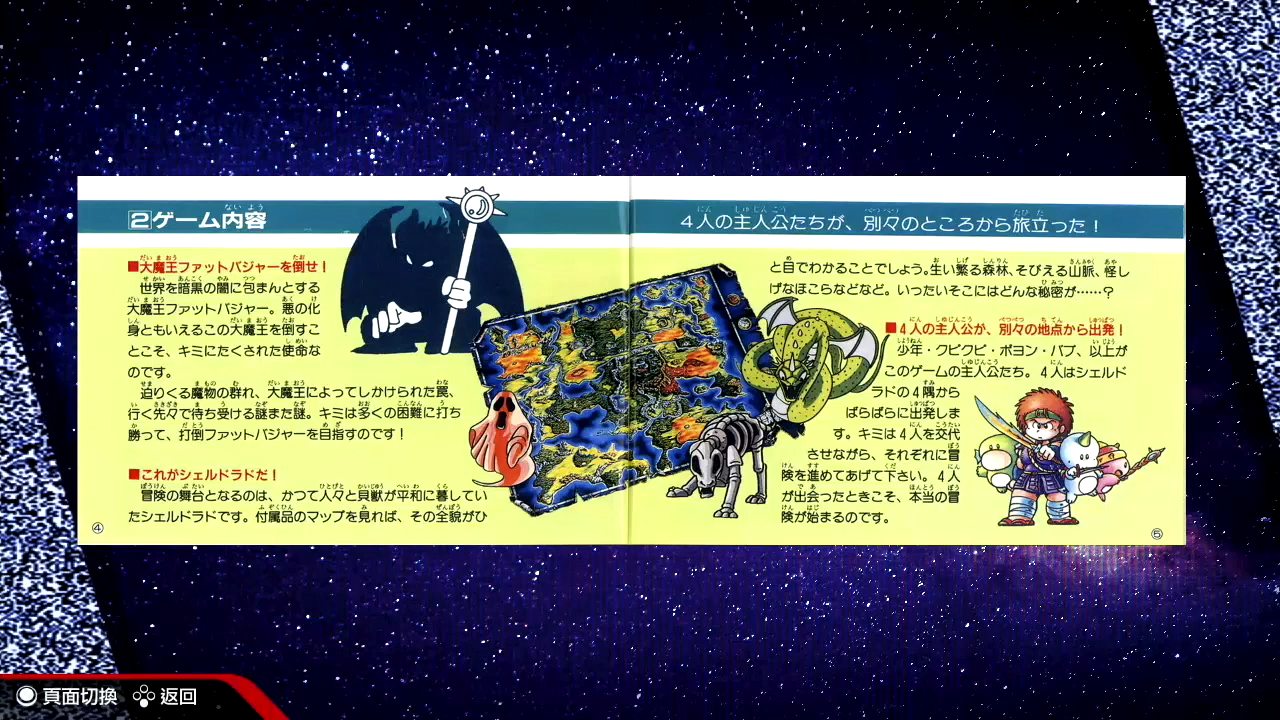 2 ゲーム内容
■大魔王ファットバジャーを倒せ!
世界を暗黒の闇に包まんとする
大魔王ファットバジャー。悪の化
身ともいえるこの大魔王を倒すこ
とこそ、キミにたくされた使命な
のです。
迫りくる魔物の群れ、大魔王によってしかけられた罠、
行く先々で待ち受ける謎また謎。キミは多くの困難に打ち
勝って、打倒ファットバジャーを目指すのです!
■これがシェルドラドだ!
冒険の舞台となるのは、かつて人々と貝獣が平和に暮してい
たシェルドラドです。付属品のマップを見れば、その全貌がひ
④
4人の主人公たちが、別々のところから旅立った!
と目でわかることでしょう。生い繁る森林、そびえる山脈、怪し
げなほこらなどなど。いったいそこにはどんな秘密が……?
■4人の主人公が、別々の地点から出発!
少年・クピクピ・ポヨン・バブ、以上が
このゲームの主人公たち。4人はシェルド
ラドの4隅から
ばらばらに出発しま
す。キミは4人を交代
させながら、それぞれに冒
険を進めてあげて下さい。4人
が出会ったときこそ、本当の冒
険が始まるのです。
⑤
頁面切換 返回